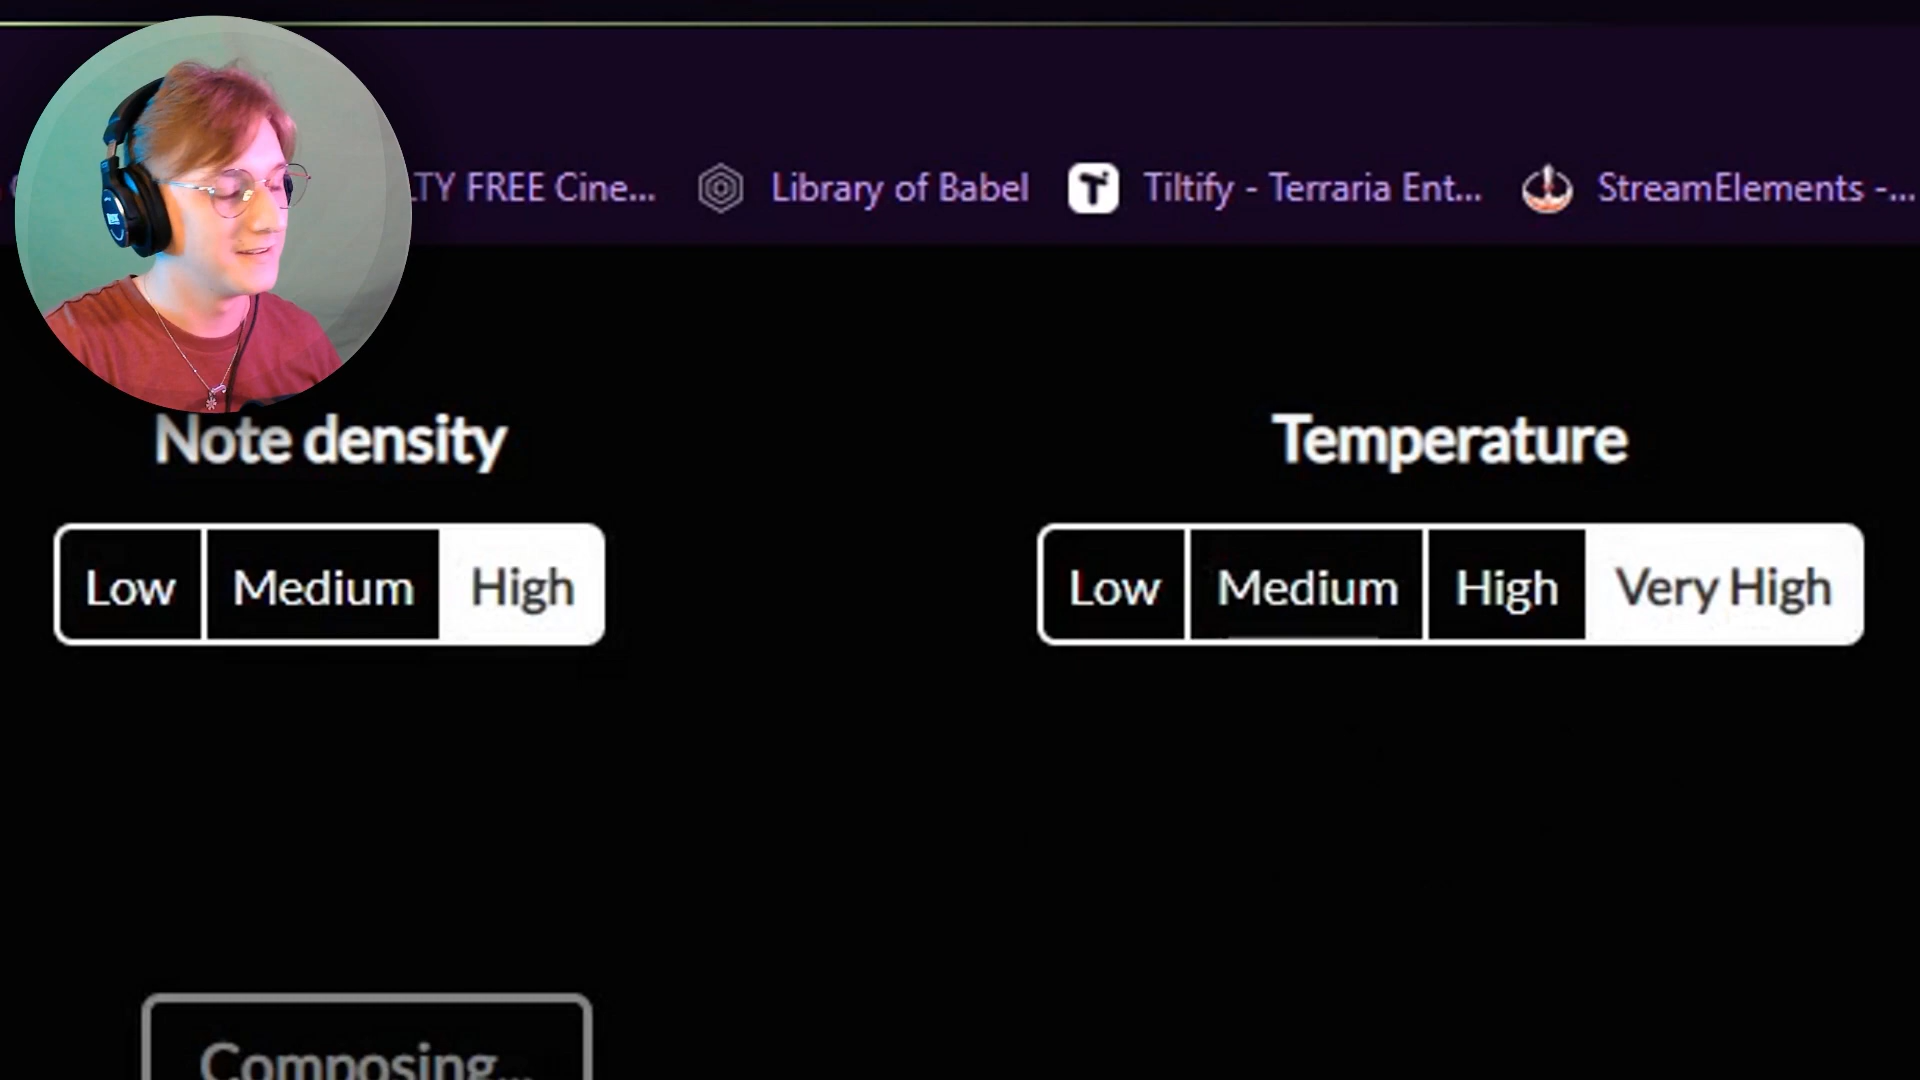 TY FREE Cine... Library of Babel Tiltify - Terraria Ent... StreamElements -...
Note density Temperature
Low Medium High Low Medium High Very High
Composing...